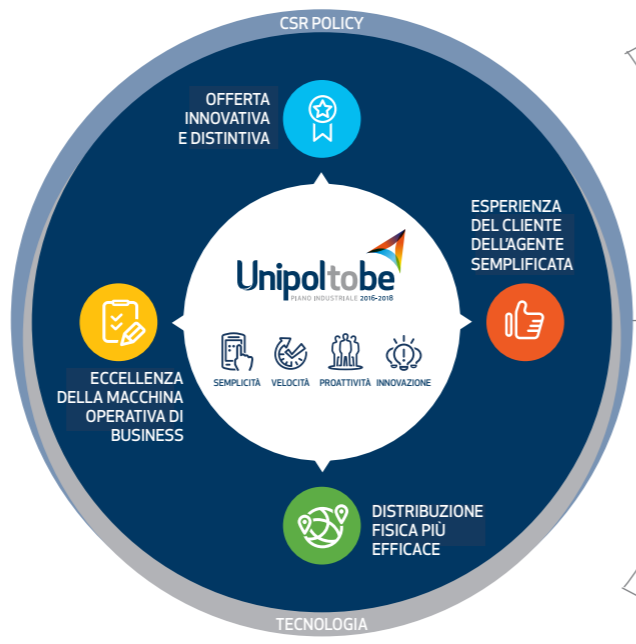 CSR POLICY
OFFERTA
INNOVATIVA
E DISTINTIVA
ESPERIENZA
DEL CLIENTE
DELL'AGENTE
SEMPLIFICATA
Unipoltobe
PIANO INDUSTRIALE 2016-2018
SEMPLICITÀ VELOCITÀ PROATTIVITÀ INNOVAZIONE
ECCELLENZA
DELLA MACCHINA
OPERATIVA DI
BUSINESS
DISTRIBUZIONE
FISICA PIÙ
EFFICACE
TECNOLOGIA